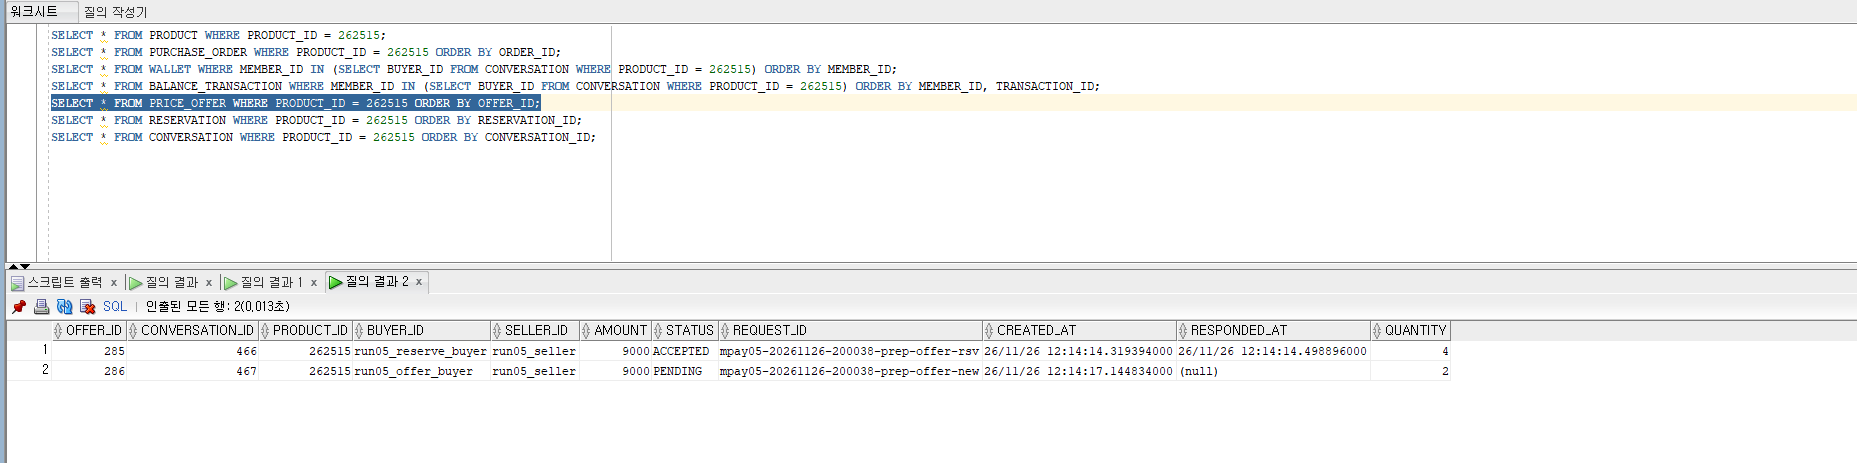 워크시트 질의 작성기
SELECT * FROM PRODUCT WHERE PRODUCT_ID = 262515;
SELECT * FROM PURCHASE_ORDER WHERE PRODUCT_ID = 262515 ORDER BY ORDER_ID;
SELECT * FROM WALLET WHERE MEMBER_ID IN (SELECT BUYER_ID FROM CONVERSATION WHERE PRODUCT_ID = 262515) ORDER BY MEMBER_ID;
SELECT * FROM BALANCE_TRANSACTION WHERE MEMBER_ID IN (SELECT BUYER_ID FROM CONVERSATION WHERE PRODUCT_ID = 262515) ORDER BY MEMBER_ID, TRANSACTION_ID;
SELECT * FROM PRICE_OFFER WHERE PRODUCT_ID = 262515 ORDER BY OFFER_ID;
SELECT * FROM RESERVATION WHERE PRODUCT_ID = 262515 ORDER BY RESERVATION_ID;
SELECT * FROM CONVERSATION WHERE PRODUCT_ID = 262515 ORDER BY CONVERSATION_ID;
스크립트 출력 x 질의 결과 x 질의 결과 1 x 질의 결과 2 x
SQL | 인출된 모든 행: 2(0,013초)
OFFER_ID CONVERSATION_ID PRODUCT_ID BUYER_ID SELLER_ID AMOUNT STATUS REQUEST_ID CREATED_AT RESPONDED_AT QUANTITY
1 285 466 262515 run05_reserve_buyer run05_seller 9000 ACCEPTED mpay05-20261126-200038-prep-offer-rsv 26/11/26 12:14:14.319394000 26/11/26 12:14:14.498896000 4
2 286 467 262515 run05_offer_buyer run05_seller 9000 PENDING mpay05-20261126-200038-prep-offer-new 26/11/26 12:14:17.144834000 (null) 2